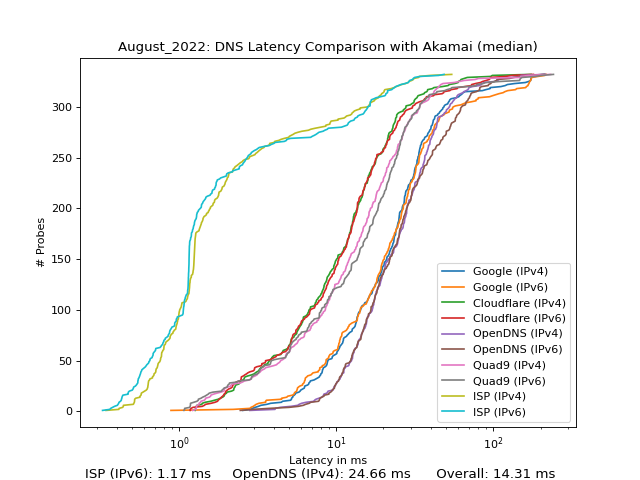 August_2022: DNS Latency Comparison with Akamai (median)
# Probes
300
250
200
150
100
50
0
Google (IPv4)
Google (IPv6)
Cloudflare (IPv4)
Cloudflare (IPv6)
OpenDNS (IPv4)
OpenDNS (IPv6)
Quad9 (IPv4)
Quad9 (IPv6)
ISP (IPv4)
ISP (IPv6)
10⁰ 10¹ 10²
Latency in ms
ISP (IPv6): 1.17 ms OpenDNS (IPv4): 24.66 ms Overall: 14.31 ms